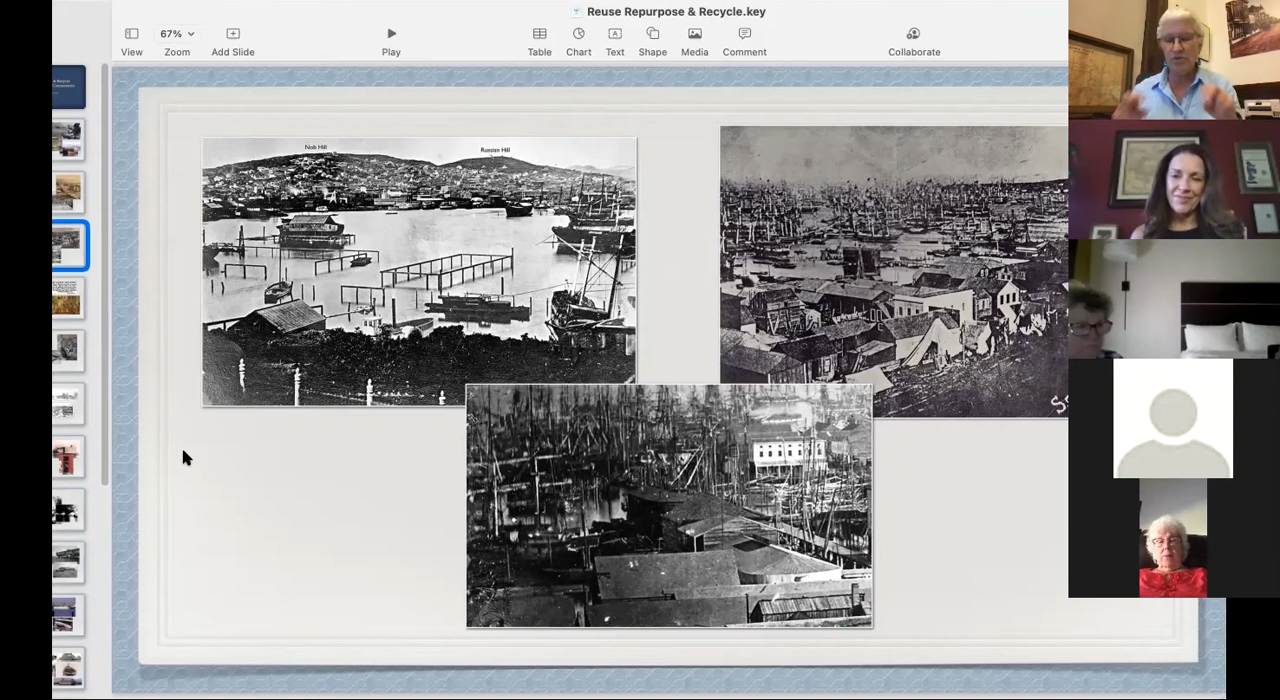 Reuse Repurpose & Recycle.key
67%
View
Zoom
Add Slide
Play
Table
Chart
Text
Shape
Media
Comment
Collaborate
Nob Hill
Russian Hill